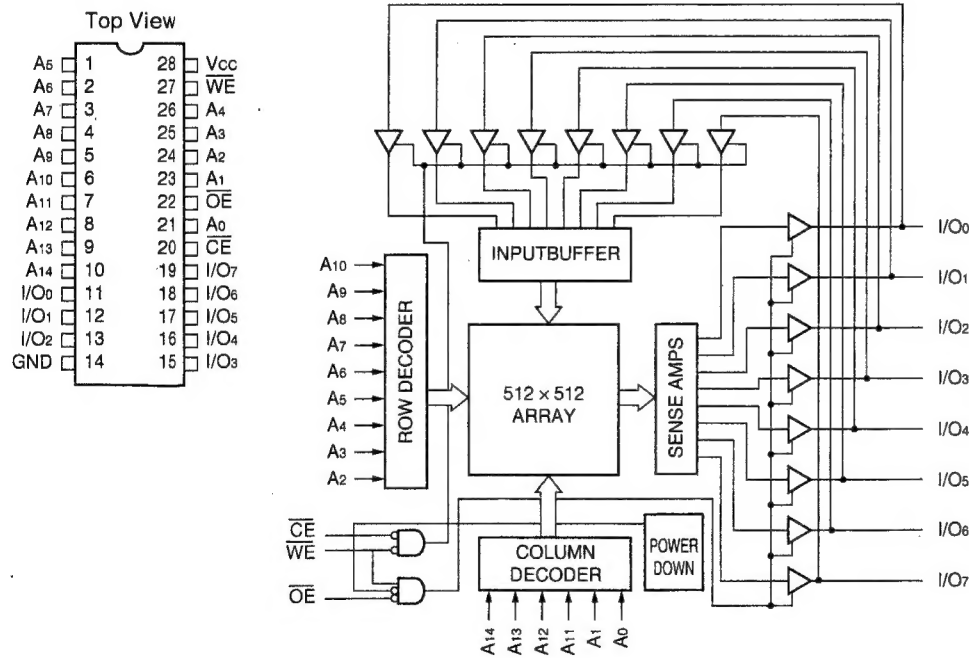 Top View
A5 1 28 VCC
A6 2 27 WE
A7 3 26 A4
A8 4 25 A3
A9 5 24 A2
A10 6 23 A1
A11 7 22 OE
A12 8 21 A0
A13 9 20 CE
A14 10 19 I/O7
I/O0 11 18 I/O6
I/O1 12 17 I/O5
I/O2 13 16 I/O4
GND 14 15 I/O3
INPUTBUFFER
A10
A9
A8
A7
A6
A5
A4
A3
A2
ROW DECODER
512 × 512
ARRAY
SENSE AMPS
I/O0
I/O1
I/O2
I/O3
I/O4
I/O5
I/O6
I/O7
CE
WE
OE
COLUMN
DECODER
POWER
DOWN
A14 A13 A12 A11 A1 A0